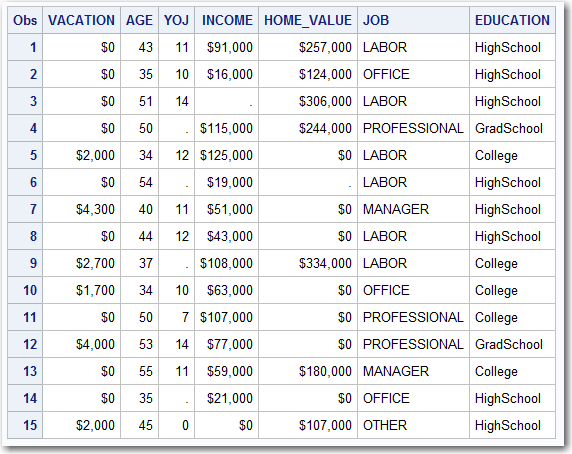 Obs VACATION AGE YOJ INCOME HOME_VALUE JOB EDUCATION
1 $0 43 11 $91,000 $257,000 LABOR HighSchool
2 $0 35 10 $16,000 $124,000 OFFICE HighSchool
3 $0 51 14 . $306,000 LABOR HighSchool
4 $0 50 . $115,000 $244,000 PROFESSIONAL GradSchool
5 $2,000 34 12 $125,000 $0 LABOR College
6 $0 54 . $19,000 . LABOR HighSchool
7 $4,300 40 11 $51,000 $0 MANAGER HighSchool
8 $0 44 12 $43,000 $0 LABOR HighSchool
9 $2,700 37 . $108,000 $334,000 LABOR College
10 $1,700 34 10 $63,000 $0 OFFICE College
11 $0 50 7 $107,000 $0 PROFESSIONAL College
12 $4,000 53 14 $77,000 $0 PROFESSIONAL GradSchool
13 $0 55 11 $59,000 $180,000 MANAGER College
14 $0 35 . $21,000 $0 OFFICE HighSchool
15 $2,000 45 0 $0 $107,000 OTHER HighSchool